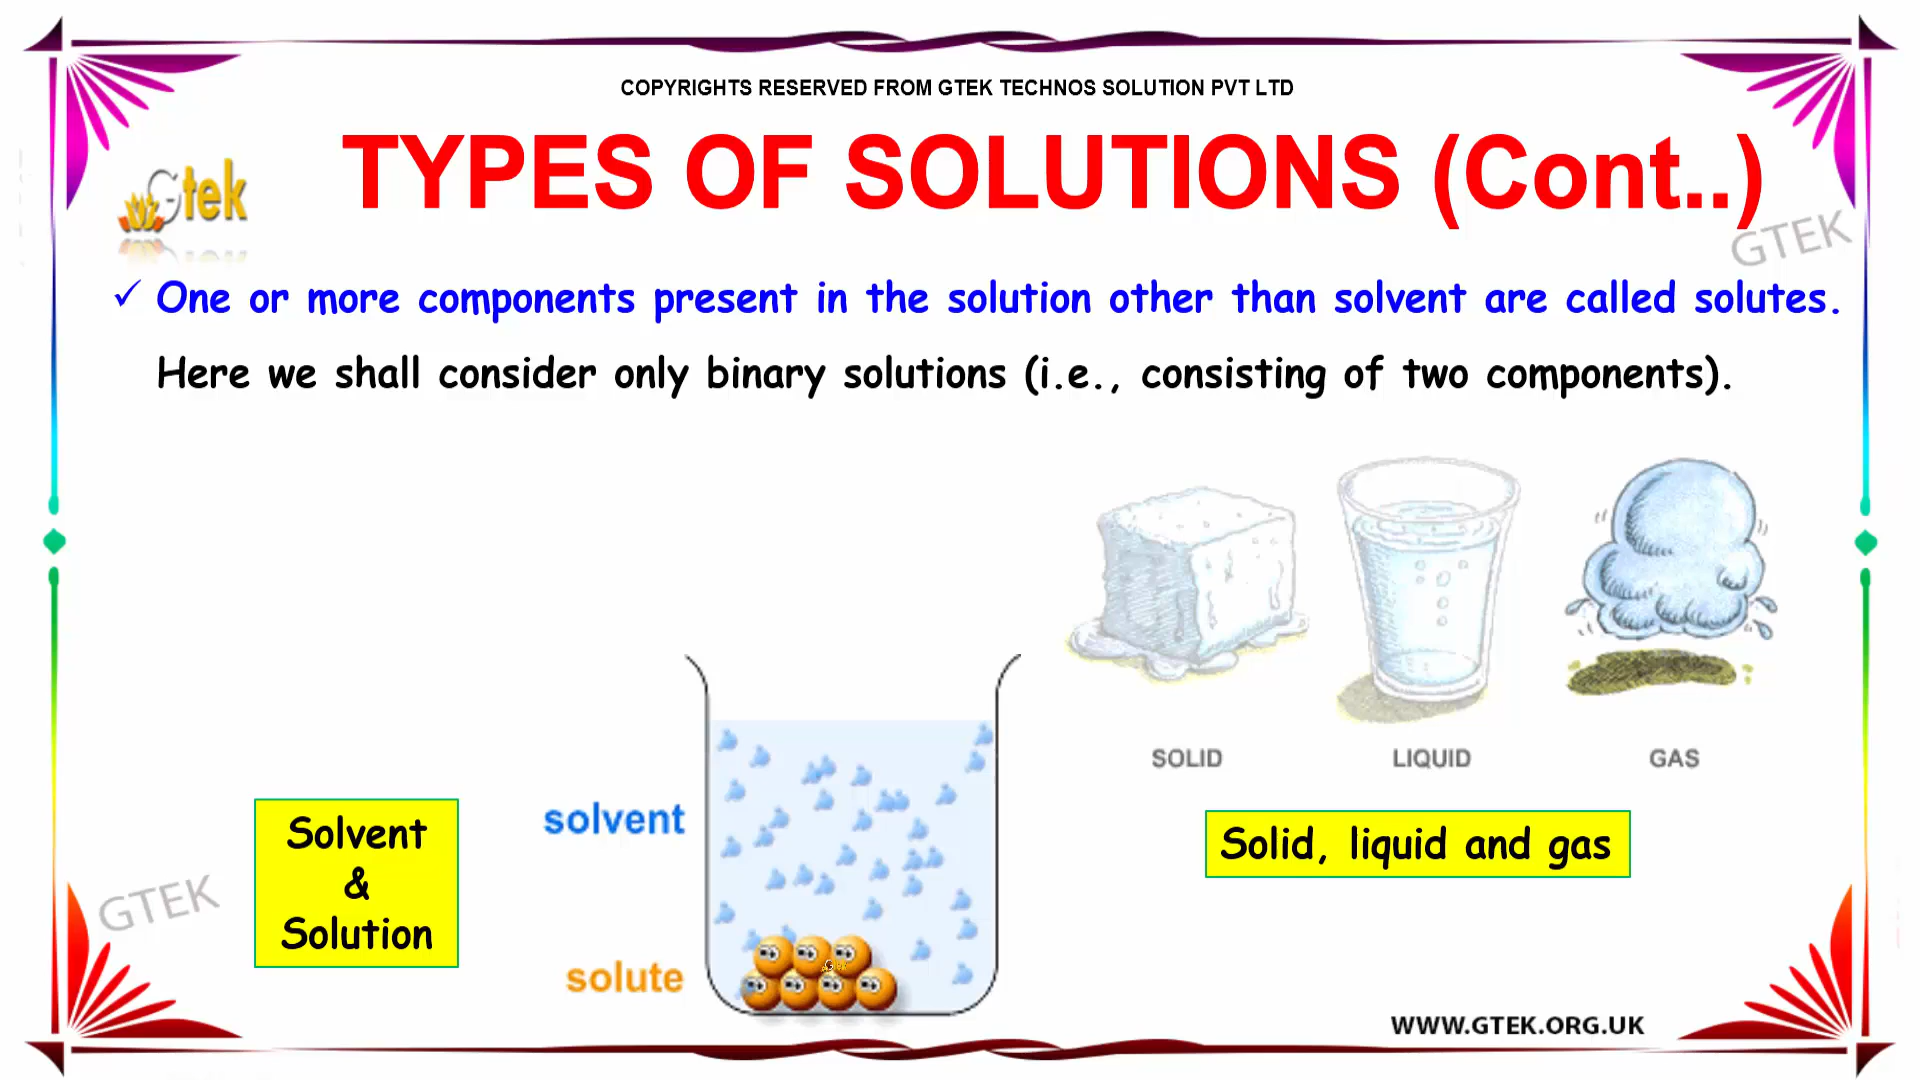 COPYRIGHTS RESERVED FROM GTEK TECHNOS SOLUTION PVT LTD
Gtek
TYPES OF SOLUTIONS (Cont..)
GTEK
✓ One or more components present in the solution other than solvent are called solutes.
Here we shall consider only binary solutions (i.e., consisting of two components).
SOLID LIQUID GAS
Solvent
&
Solution
solvent
Solid, liquid and gas
GTEK
solute
Gtek
WWW.GTEK.ORG.UK